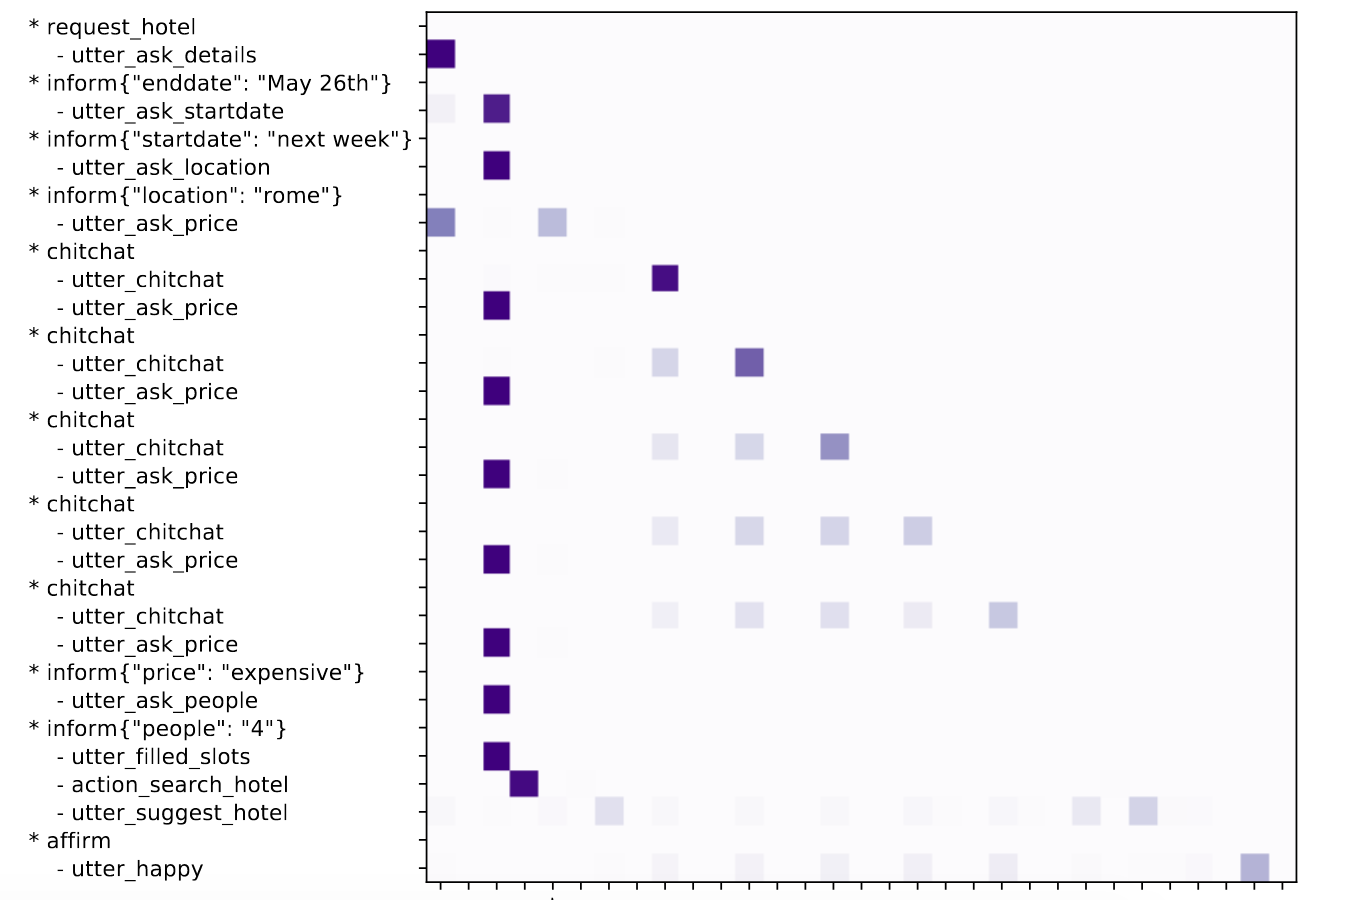 * request_hotel
- utter_ask_details
* inform{"enddate": "May 26th"}
- utter_ask_startdate
* inform{"startdate": "next week"}
- utter_ask_location
* inform{"location": "rome"}
- utter_ask_price
* chitchat
- utter_chitchat
- utter_ask_price
* chitchat
- utter_chitchat
- utter_ask_price
* chitchat
- utter_chitchat
- utter_ask_price
* chitchat
- utter_chitchat
- utter_ask_price
* chitchat
- utter_chitchat
- utter_ask_price
* inform{"price": "expensive"}
- utter_ask_people
* inform{"people": "4"}
- utter_filled_slots
- action_search_hotel
- utter_suggest_hotel
* affirm
- utter_happy